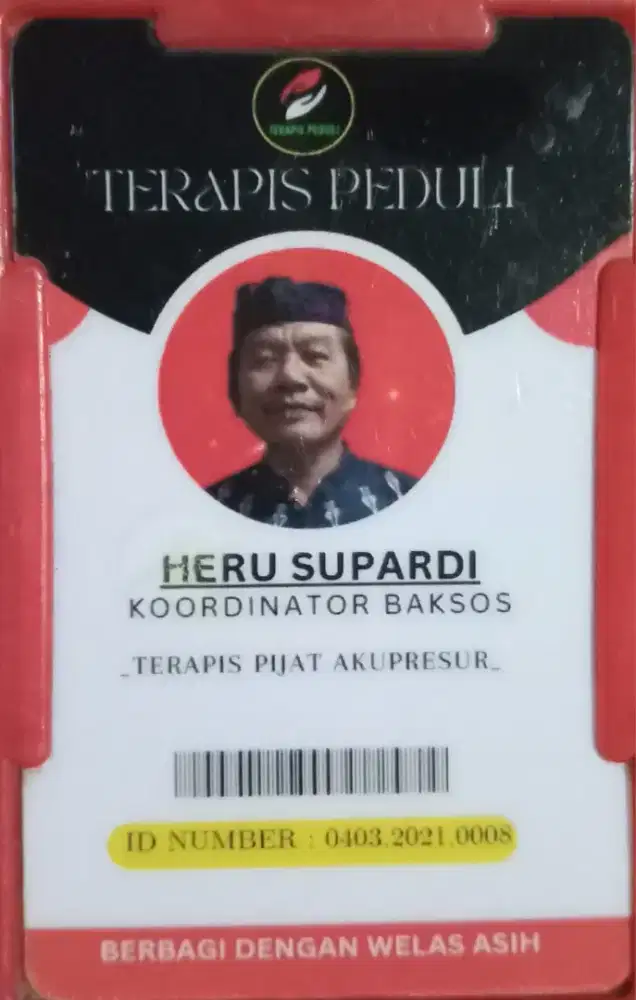 TERAPIS PEDULI
TERAPIS PEDULI
HERU SUPARDI
KOORDINATOR BAKSOS
_TERAPIS PIJAT AKUPRESUR_
ID NUMBER : 0403.2021.0008
BERBAGI DENGAN WELAS ASIH